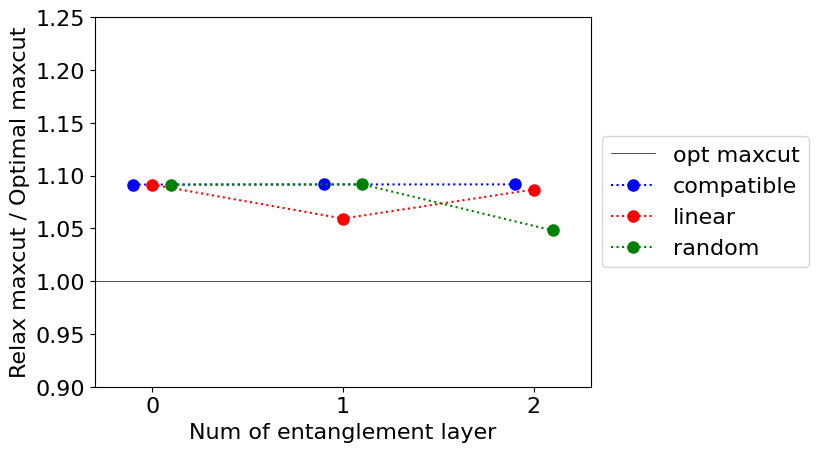 Relax maxcut / Optimal maxcut
1.25
1.20
1.15
1.10
1.05
1.00
0.95
0.90
0
1
2
Num of entanglement layer
opt maxcut
compatible
linear
random